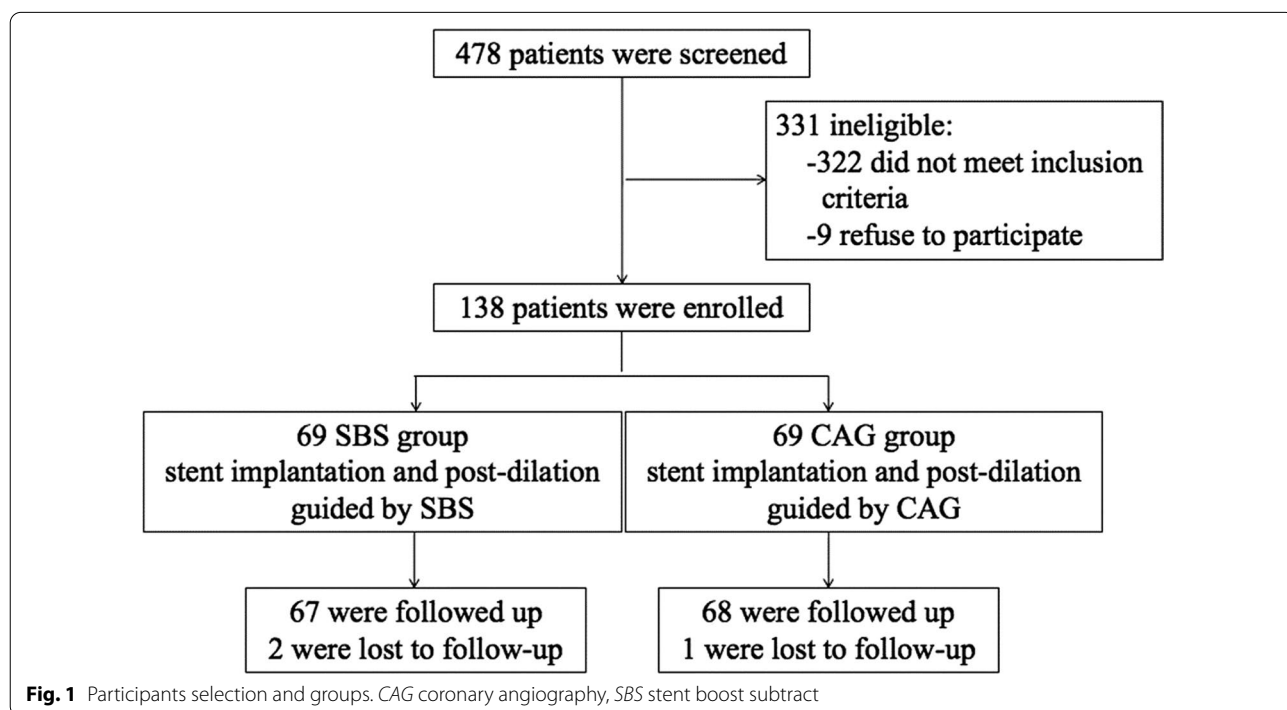 478 patients were screened
331 ineligible:
-322 did not meet inclusion
criteria
-9 refuse to participate
138 patients were enrolled
69 SBS group
stent implantation and post-dilation
guided by SBS
69 CAG group
stent implantation and post-dilation
guided by CAG
67 were followed up
2 were lost to follow-up
68 were followed up
1 were lost to follow-up
Fig. 1 Participants selection and groups. CAG coronary angiography, SBS stent boost subtract